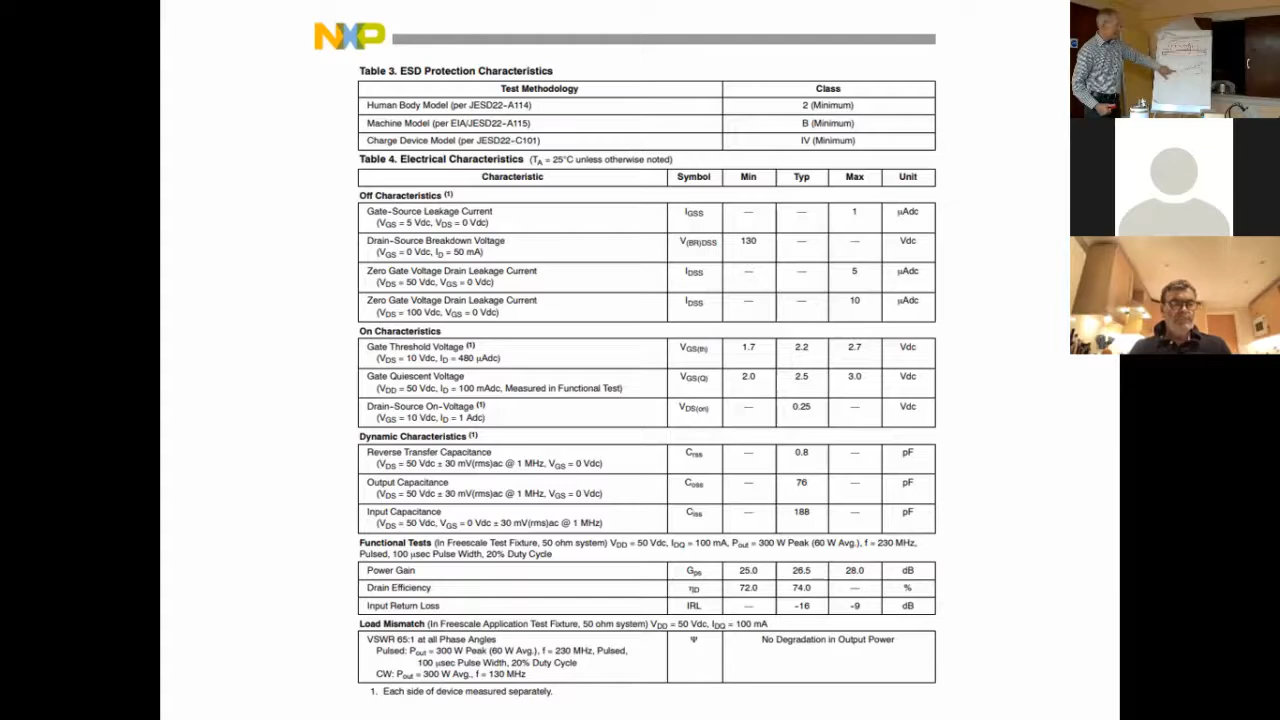 NXP
Table 3. ESD Protection Characteristics
Test Methodology Class
Human Body Model (per JESD22-A114) 2 (Minimum)
Machine Model (per EIA/JESD22-A115) B (Minimum)
Charge Device Model (per JESD22-C101) IV (Minimum)
Table 4. Electrical Characteristics (TA = 25°C unless otherwise noted)
Characteristic Symbol Min Typ Max Unit
Off Characteristics (1)
Gate-Source Leakage Current IGSS — — 1 μAdc
(VGS = 5 Vdc, VDS = 0 Vdc)
Drain-Source Breakdown Voltage V(BR)DSS 130 — — Vdc
(VGS = 0 Vdc, ID = 50 mA)
Zero Gate Voltage Drain Leakage Current IDSS — — 5 μAdc
(VDS = 50 Vdc, VGS = 0 Vdc)
Zero Gate Voltage Drain Leakage Current IDSS — — 10 μAdc
(VDS = 100 Vdc, VGS = 0 Vdc)
On Characteristics
Gate Threshold Voltage (1) VGS(th) 1.7 2.2 2.7 Vdc
(VDS = 10 Vdc, ID = 480 μAdc)
Gate Quiescent Voltage VGS(Q) 2.0 2.5 3.0 Vdc
(VDD = 50 Vdc, ID = 100 mAdc, Measured in Functional Test)
Drain-Source On-Voltage (1) VDS(on) — 0.25 — Vdc
(VGS = 10 Vdc, ID = 1 Adc)
Dynamic Characteristics (1)
Reverse Transfer Capacitance Crss — 0.8 — pF
(VDS = 50 Vdc ± 30 mV(rms)ac @ 1 MHz, VGS = 0 Vdc)
Output Capacitance Coss — 76 — pF
(VDS = 50 Vdc ± 30 mV(rms)ac @ 1 MHz, VGS = 0 Vdc)
Input Capacitance Ciss — 188 — pF
(VDS = 50 Vdc, VGS = 0 Vdc ± 30 mV(rms)ac @ 1 MHz)
Functional Tests (In Freescale Test Fixture, 50 ohm system) VDD = 50 Vdc, IDQ = 100 mA, Pout = 300 W Peak (60 W Avg.), f = 230 MHz,
Pulsed, 100 μsec Pulse Width, 20% Duty Cycle
Power Gain Gps 25.0 26.5 28.0 dB
Drain Efficiency ηD 72.0 74.0 — %
Input Return Loss IRL — -16 -9 dB
Load Mismatch (In Freescale Application Test Fixture, 50 ohm system) VDD = 50 Vdc, IDQ = 100 mA
VSWR 65:1 at all Phase Angles Ψ No Degradation in Output Power
Pulsed: Pout = 300 W Peak (60 W Avg.), f = 230 MHz, Pulsed,
100 μsec Pulse Width, 20% Duty Cycle
CW: Pout = 300 W Avg., f = 130 MHz
1. Each side of device measured separately.